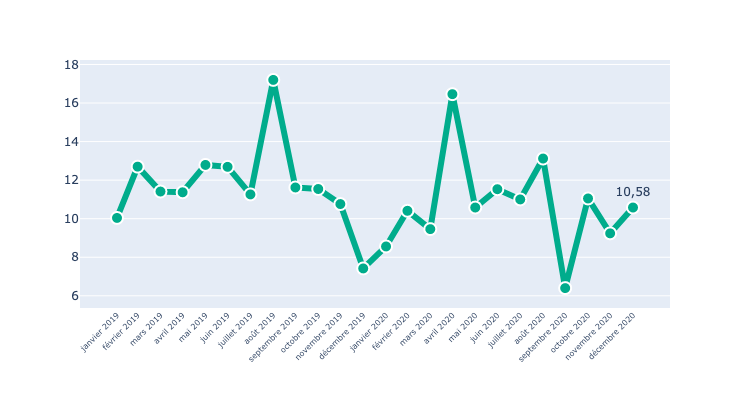 18
16
14
12
10
8
6
10,58
janvier 2019
février 2019
mars 2019
avril 2019
mai 2019
juin 2019
juillet 2019
août 2019
septembre 2019
octobre 2019
novembre 2019
décembre 2019
janvier 2020
février 2020
mars 2020
avril 2020
mai 2020
juin 2020
juillet 2020
août 2020
septembre 2020
octobre 2020
novembre 2020
décembre 2020